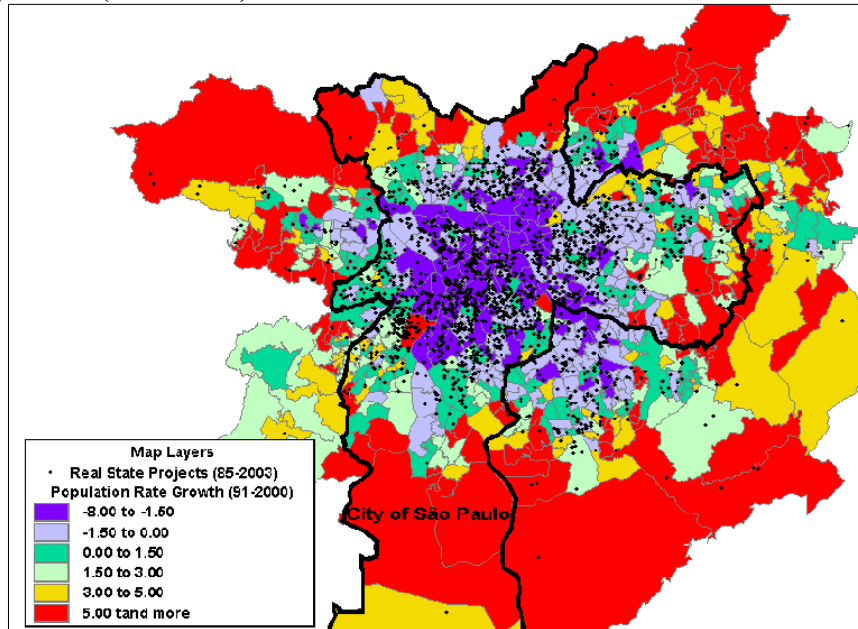 Map Layers
Real State Projects (85-2003)
Population Rate Growth (91-2000)
-8.00 to -1.50
-1.50 to 0.00
0.00 to 1.50
1.50 to 3.00
3.00 to 5.00
5.00 tand more
City of São Paulo